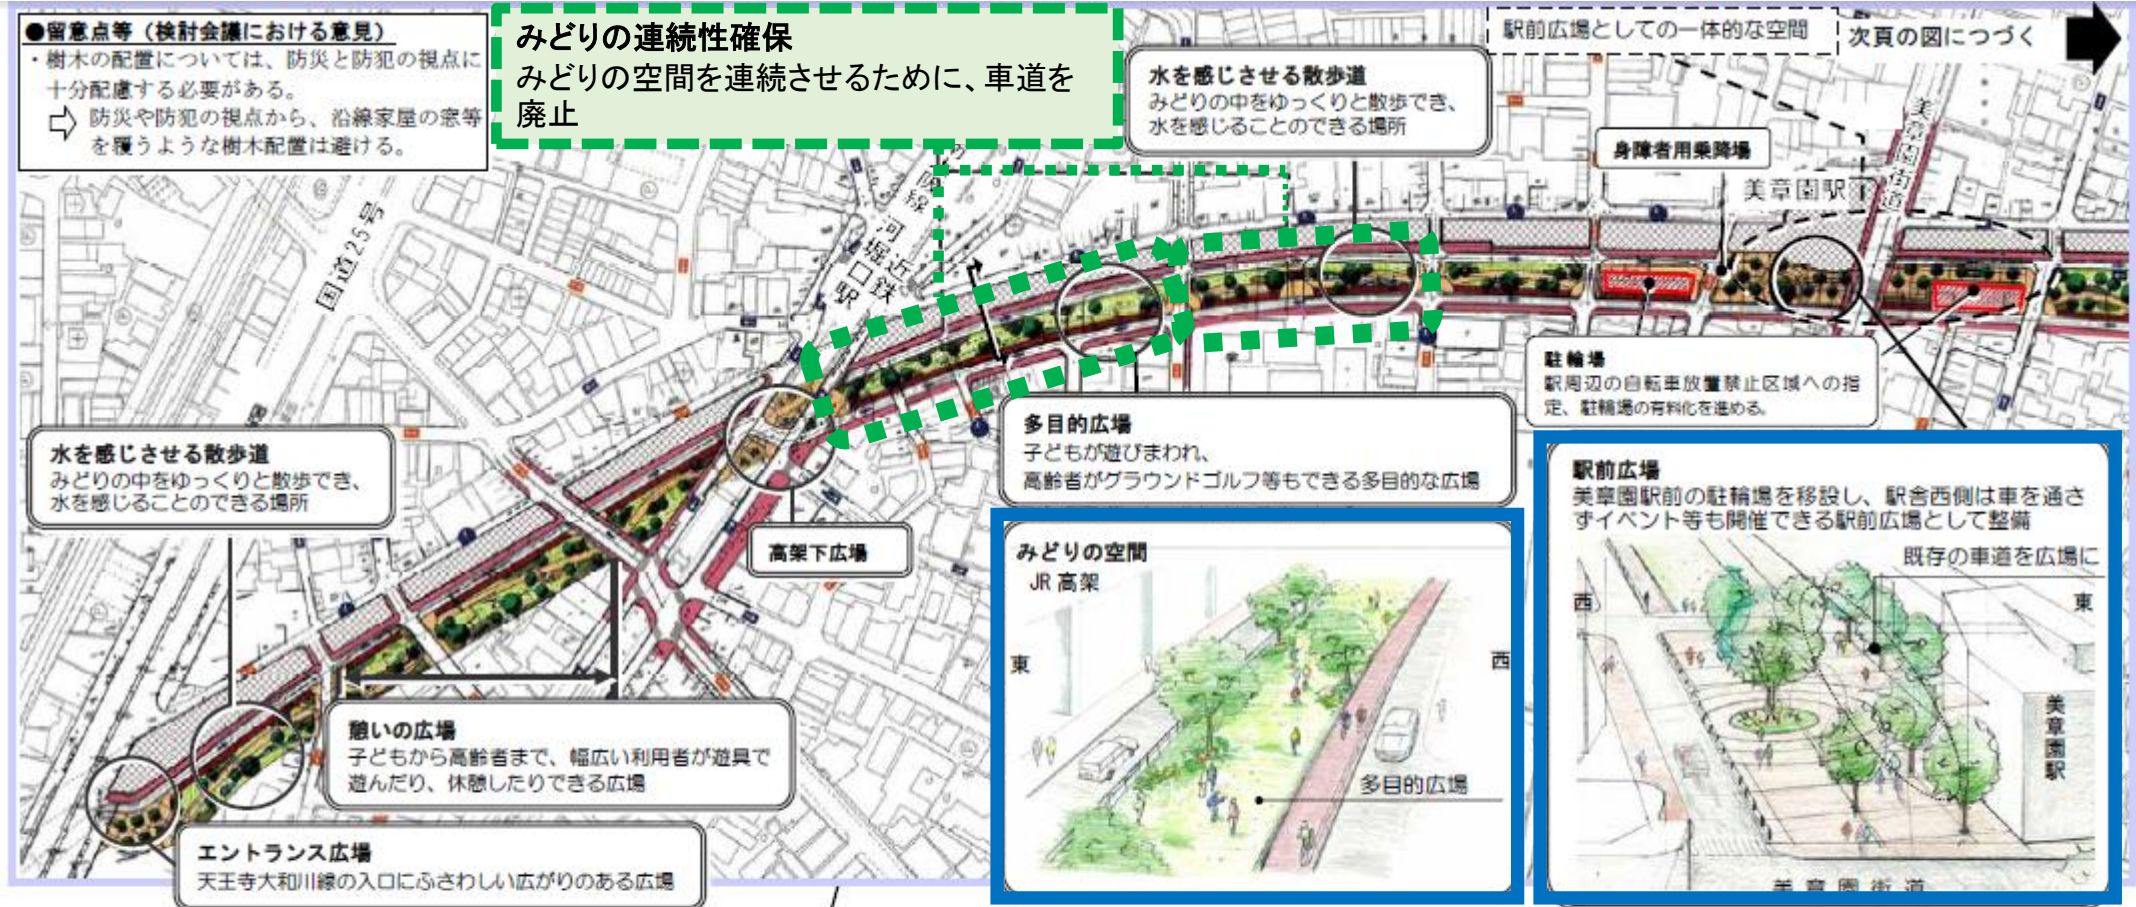 ●留意点等（検討会議における意見）
・樹木の配置については、防災と防犯の視点に
十分配慮する必要がある。
⇨ 防災や防犯の視点から、沿線家屋の窓等
を覆うような樹木配置は避ける。
みどりの連続性確保
みどりの空間を連続させるために、車道を
廃止
水を感じさせる散歩道
みどりの中をゆっくりと散歩でき、
水を感じることのできる場所
駅前広場としての一体的な空間
次頁の図につづく
身障者用乗降場
美章園駅
美章園街道
国道25号
阪線
河堀口駅
近鉄
駐輪場
駅周辺の自転車放置禁止区域への指
定、駐輪場の有料化を進める。
水を感じさせる散歩道
みどりの中をゆっくりと散歩でき、
水を感じることのできる場所
多目的広場
子どもが遊びまわれ、
高齢者がグラウンドゴルフ等もできる多目的な広場
高架下広場
憩いの広場
子どもから高齢者まで、幅広い利用者が遊具で
遊んだり、休憩したりできる広場
エントランス広場
天王寺大和川線の入口にふさわしい広がりのある広場
みどりの空間
JR 高架
東
西
多目的広場
駅前広場
美章園駅前の駐輪場を移設し、駅舎西側は車を通さ
ずイベント等も開催できる駅前広場として整備
既存の車道を広場に
西
東
美章園駅
美章園街道